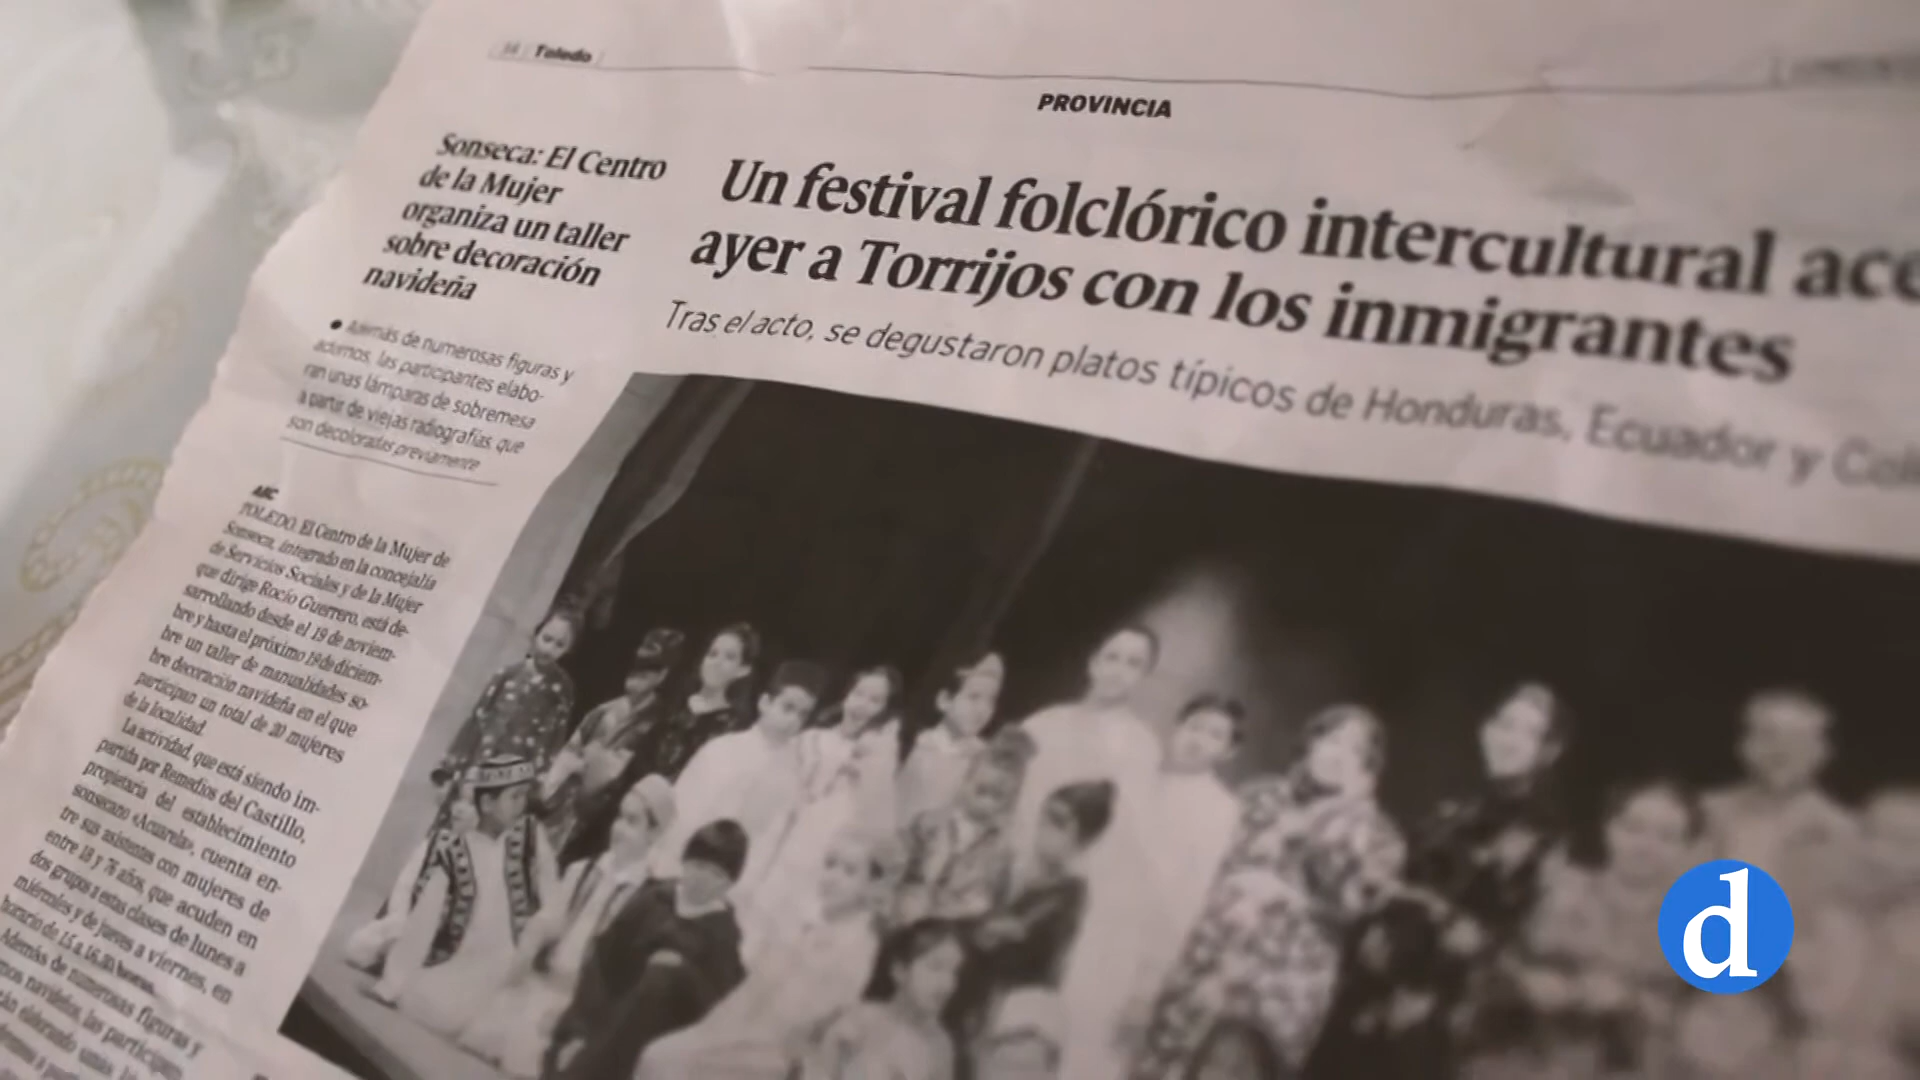 14 Toledo
PROVINCIA
Sonseca: El Centro
de la Mujer
organiza un taller
sobre decoración
navideña
● Además de numerosas figuras y
adornos, las participantes elabo-
ran unas lámparas de sobremesa
a partir de viejas radiografías, que
son decoloradas previamente
ABC
TOLEDO. El Centro de la Mujer de
Sonseca, integrado en la concejalía
de Servicios Sociales y de la Mujer
que dirige Rocío Guerrero, está de-
sarrollando desde el 19 de noviem-
bre y hasta el próximo 19 de diciem-
bre un taller de manualidades so-
bre decoración navideña en el que
participan un total de 20 mujeres
de la localidad.
La actividad, que está siendo im-
partida por Remedios del Castillo,
propietaria del establecimiento
sonsecano «Acuarela», cuenta en-
tre sus asistentes con mujeres de
entre 18 y 76 años, que acuden en
dos grupos a estas clases de lunes a
miércoles y de jueves a viernes, en
horario de 15 a 16,30 horas.
Además de numerosas figuras y
nos navideños, las participan
Un festival folclórico intercultural ace
ayer a Torrijos con los inmigrantes
Tras el acto, se degustaron platos típicos de Honduras, Ecuador y Col
d